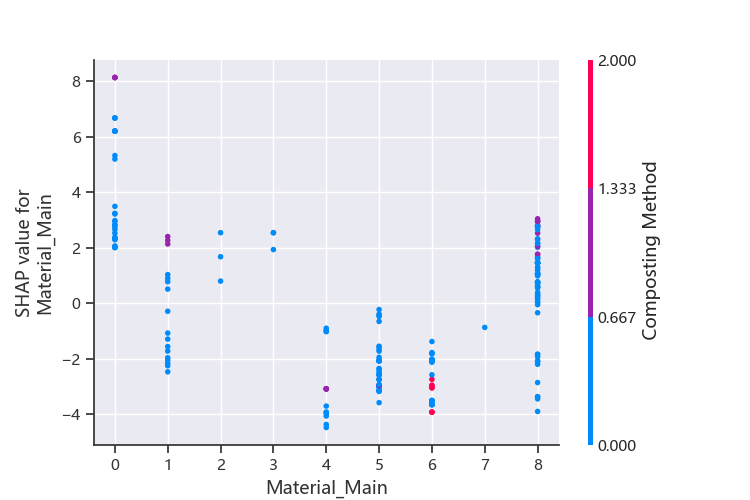 8
6
4
2
0
−2
−4
0 1 2 3 4 5 6 7 8
SHAP value for
Material_Main
Material_Main
2.000
1.333
0.667
0.000
Composting Method